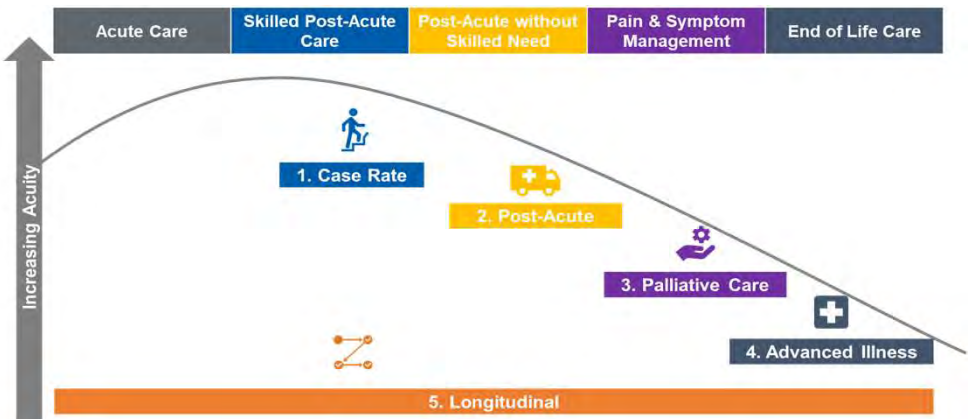 Acute Care
Skilled Post-Acute
Care
Post-Acute without
Skilled Need
Pain & Symptom
Management
End of Life Care
Increasing Acuity
1. Case Rate
2. Post-Acute
3. Palliative Care
4. Advanced Illness
5. Longitudinal